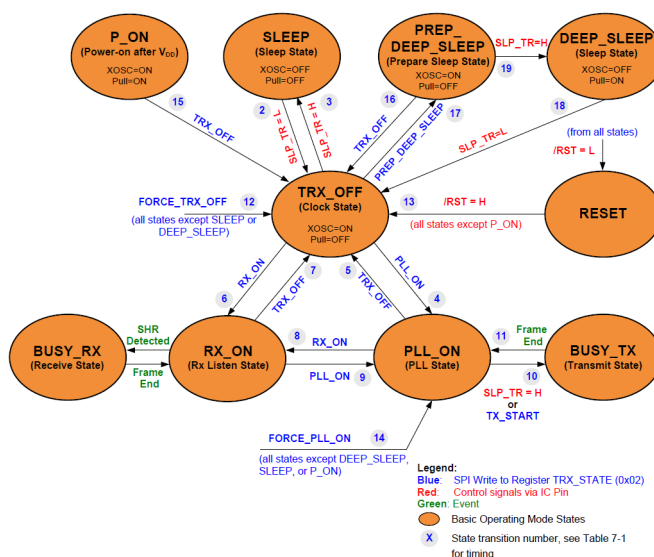 P_ON
(Power-on after VDD)
XOSC=ON
Pull=ON
SLEEP
(Sleep State)
XOSC=OFF
Pull=OFF
PREP_
DEEP_SLEEP
(Prepare Sleep State)
XOSC=ON
Pull=OFF
SLP_TR=H
19
DEEP_SLEEP
(Sleep State)
XOSC=OFF
Pull=OFF
15
TRX_OFF
2
SLP_TR = L
3
SLP_TR = H
16
TRX_OFF
17
PREP_DEEP_SLEEP
18
SLP_TR=L
(from all states)
/RST = L
TRX_OFF
(Clock State)
XOSC=ON
Pull=OFF
FORCE_TRX_OFF
12
(all states except SLEEP or
DEEP_SLEEP)
13
/RST = H
(all states except P_ON)
RESET
RX_ON
6
7
TRX_OFF
5
TRX_OFF
PLL_ON
4
BUSY_RX
(Receive State)
SHR
Detected
Frame
End
RX_ON
(Rx Listen State)
8
RX_ON
PLL_ON
9
PLL_ON
(PLL State)
11
Frame
End
10
SLP_TR = H
or
TX_START
BUSY_TX
(Transmit State)
FORCE_PLL_ON
14
(all states except DEEP_SLEEP,
SLEEP, or P_ON)
Legend:
Blue: SPI Write to Register TRX_STATE (0x02)
Red: Control signals via IC Pin
Green: Event
Basic Operating Mode States
X State transition number, see Table 7-1
for timing